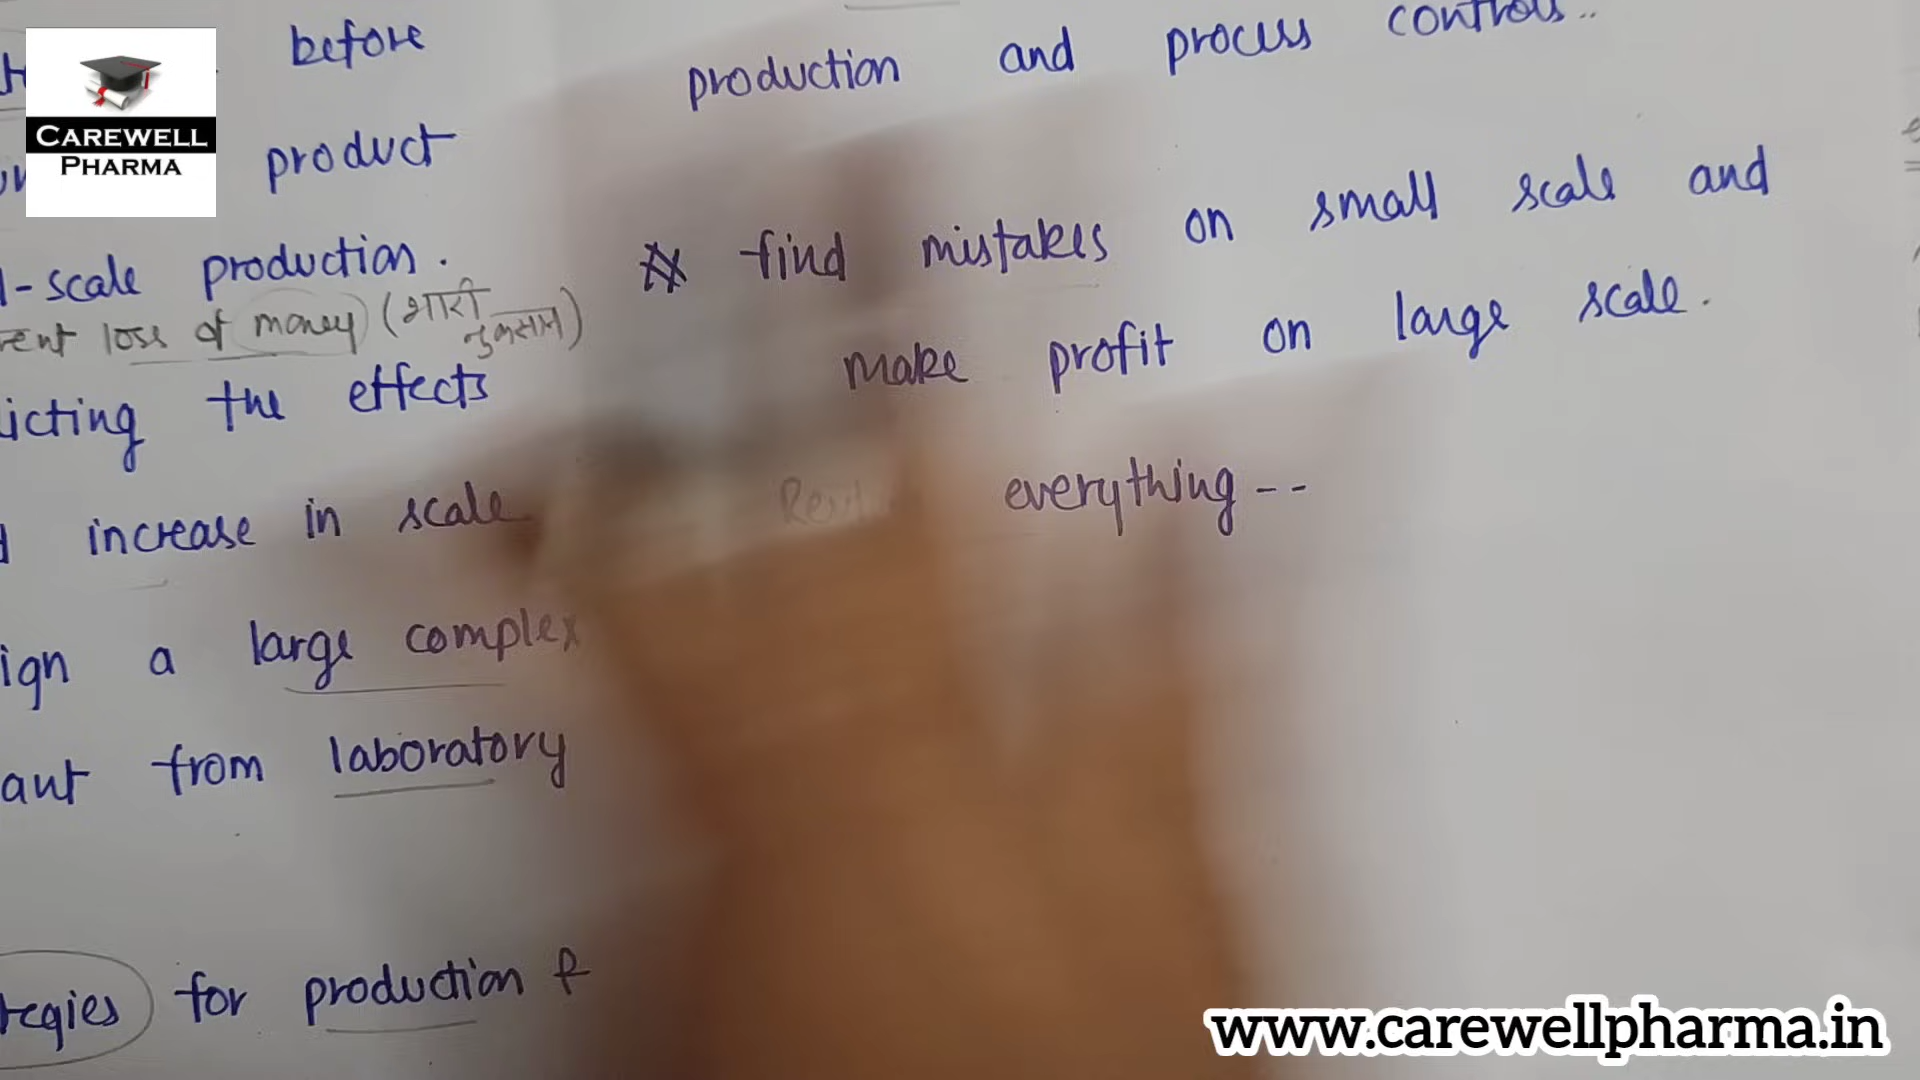 CAREWELL
PHARMA
before
product
-scale production.
loss of money (भारी
नुकसान)
the effects
increase in scale
a large complex
from laboratory
for production &
production and process controls..
find mistakes on small scale and
make profit on large scale.
everything --
www.carewellpharma.in